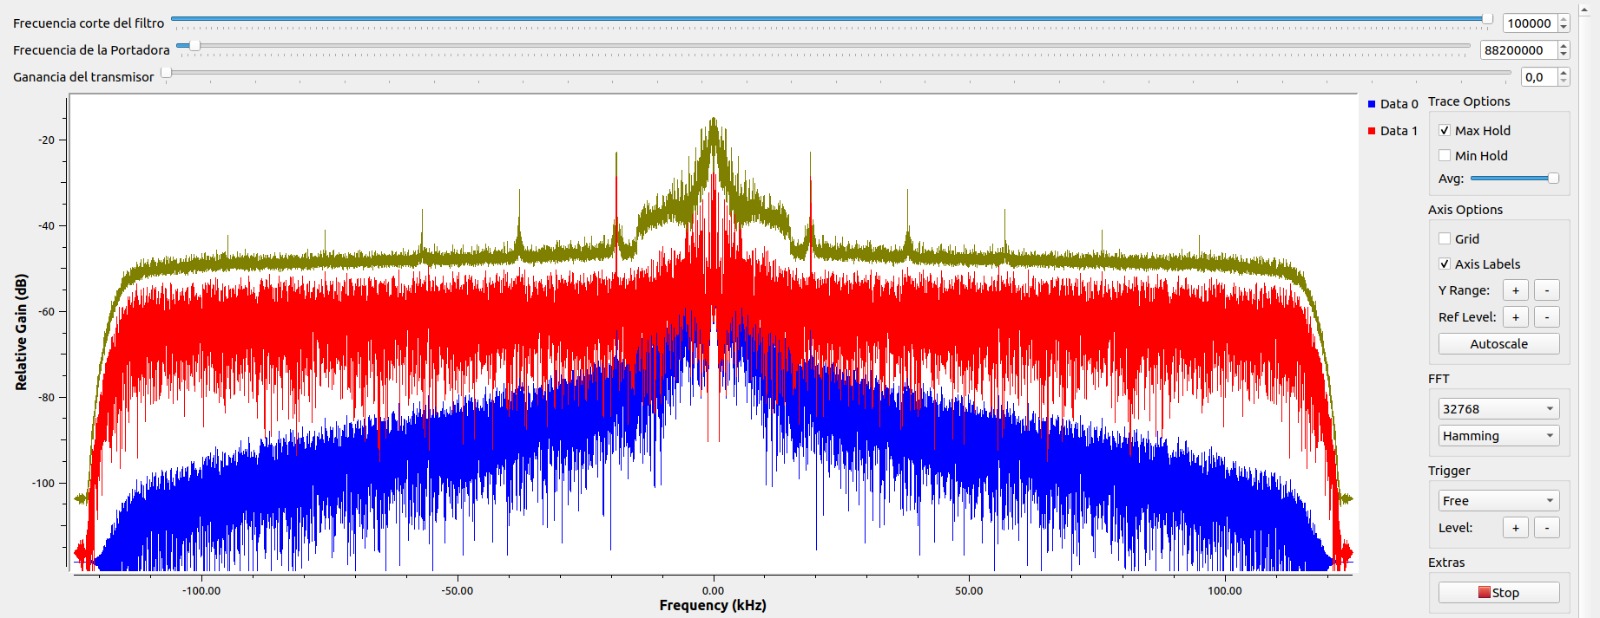 Frecuencia corte del filtro 100000
Frecuencia de la Portadora 88200000
Ganancia del transmisor 0,0
Data 0
Data 1
Trace Options
Max Hold
Min Hold
Avg:
Axis Options
Grid
Axis Labels
Y Range: + -
Ref Level: + -
Autoscale
FFT
32768
Hamming
Trigger
Free
Level: + -
Extras
Stop
Relative Gain (dB)
-20
-40
-60
-80
-100
-100.00 -50.00 0.00 50.00 100.00
Frequency (kHz)